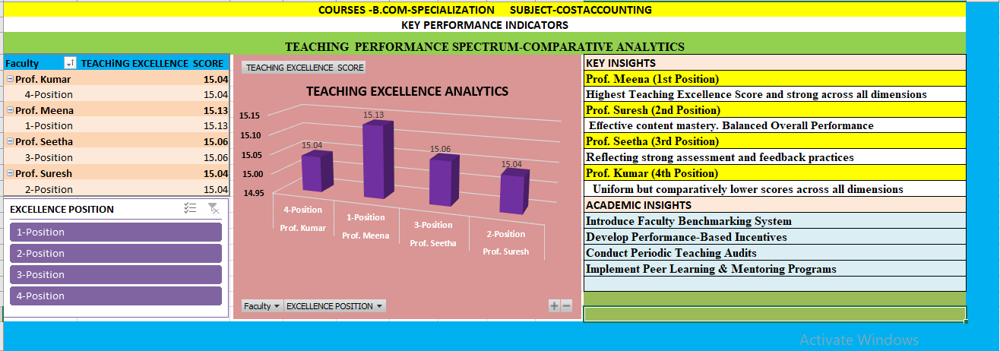 COURSES -B.COM-SPECIALIZATION SUBJECT-COSTACCOUNTING
KEY PERFORMANCE INDICATORS
TEACHING PERFORMANCE SPECTRUM-COMPARATIVE ANALYTICS
Faculty TEACHiNG EXCELLENCE SCORE
Prof. Kumar 15.04
4-Position 15.04
Prof. Meena 15.13
1-Position 15.13
Prof. Seetha 15.06
3-Position 15.06
Prof. Suresh 15.04
2-Position 15.04
EXCELLENCE POSITION
1-Position
2-Position
3-Position
4-Position
TEACHiNG EXCELLENCE SCORE
TEACHING EXCELLENCE ANALYTICS
15.15
15.10
15.05
15.00
14.95
15.04
15.13
15.06
15.04
4-Position
1-Position
3-Position
2-Position
Prof. Kumar
Prof. Meena
Prof. Seetha
Prof. Suresh
Faculty
EXCELLENCE POSITION
KEY INSIGHTS
Prof. Meena (1st Position)
Highest Teaching Excellence Score and strong across all dimensions
Prof. Suresh (2nd Position)
Effective content mastery. Balanced Overall Performance
Prof. Seetha (3rd Position)
Reflecting strong assessment and feedback practices
Prof. Kumar (4th Position)
Uniform but comparatively lower scores across all dimensions
ACADEMIC INSIGHTS
Introduce Faculty Benchmarking System
Develop Performance-Based Incentives
Conduct Periodic Teaching Audits
Implement Peer Learning & Mentoring Programs
Activate Windows